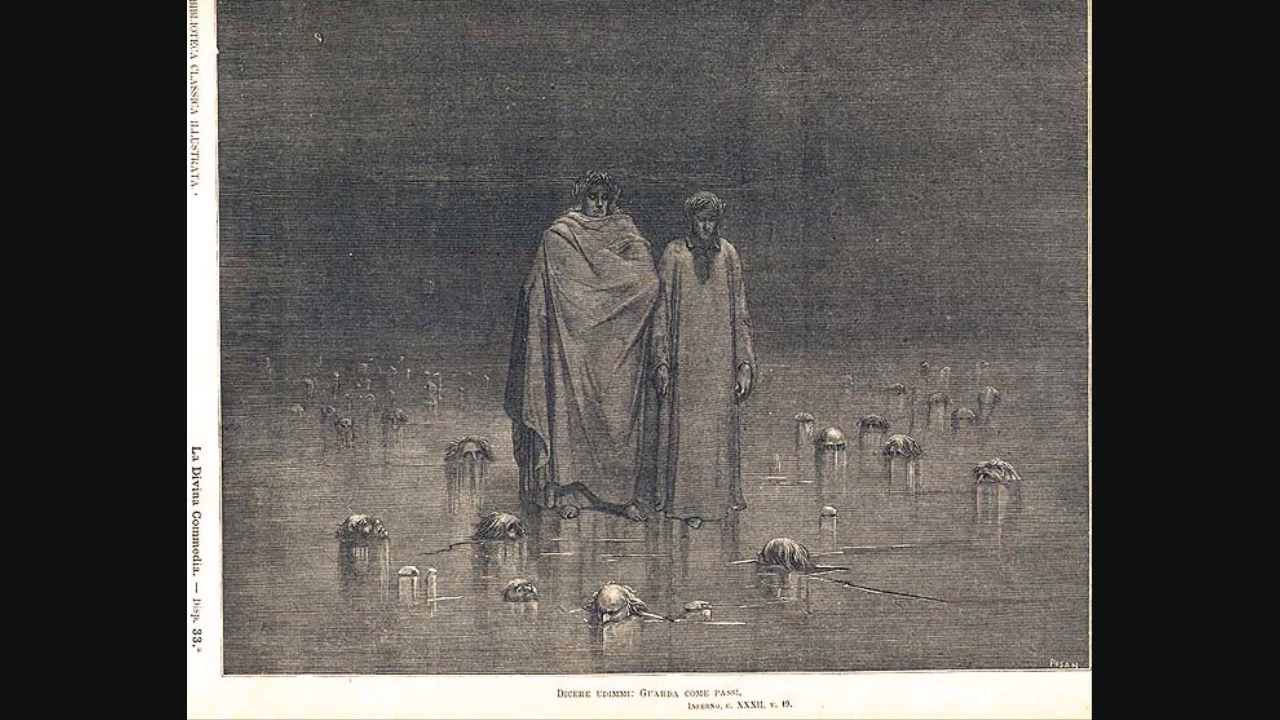 BIBLIOTECA CLASSICA ILLUSTRATA
La Divina Commedia. — Disp. 33.ª
PISAN
DICERE UDIMMI: GUARDA COME PASSI.
INFERNO, C. XXXII, v. 19.